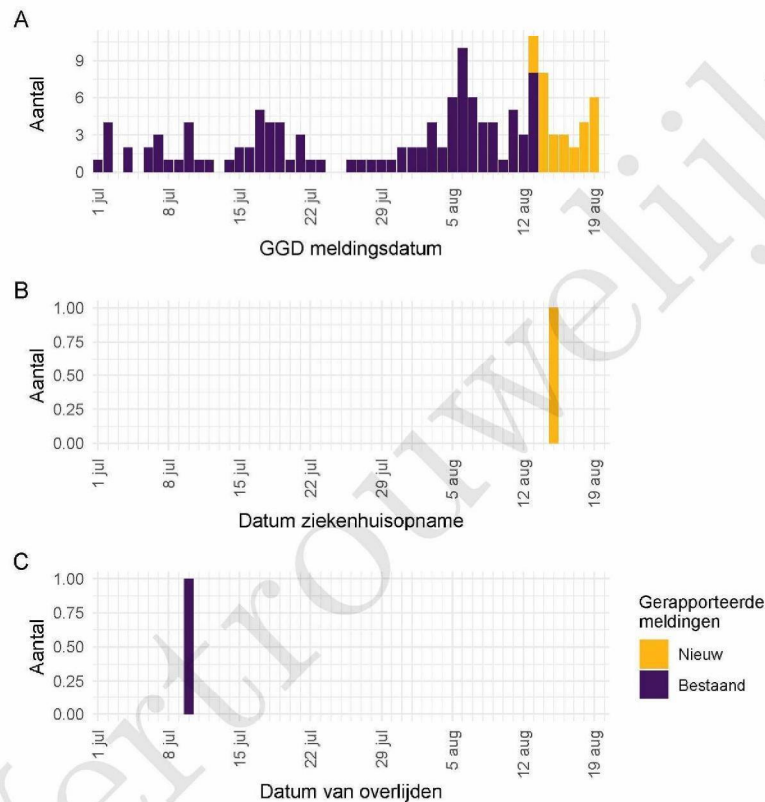 A
Aantal
9
6
3
0
1 jul
8 jul
15 jul
22 jul
29 jul
5 aug
12 aug
19 aug
GGD meldingsdatum
B
Aantal
1.00
0.75
0.50
0.25
0.00
1 jul
8 jul
15 jul
22 jul
29 jul
5 aug
12 aug
19 aug
Datum ziekenhuisopname
C
Aantal
1.00
0.75
0.50
0.25
0.00
1 jul
8 jul
15 jul
22 jul
29 jul
5 aug
12 aug
19 aug
Datum van overlijden
Gerapporteerde
meldingen
Nieuw
Bestaand